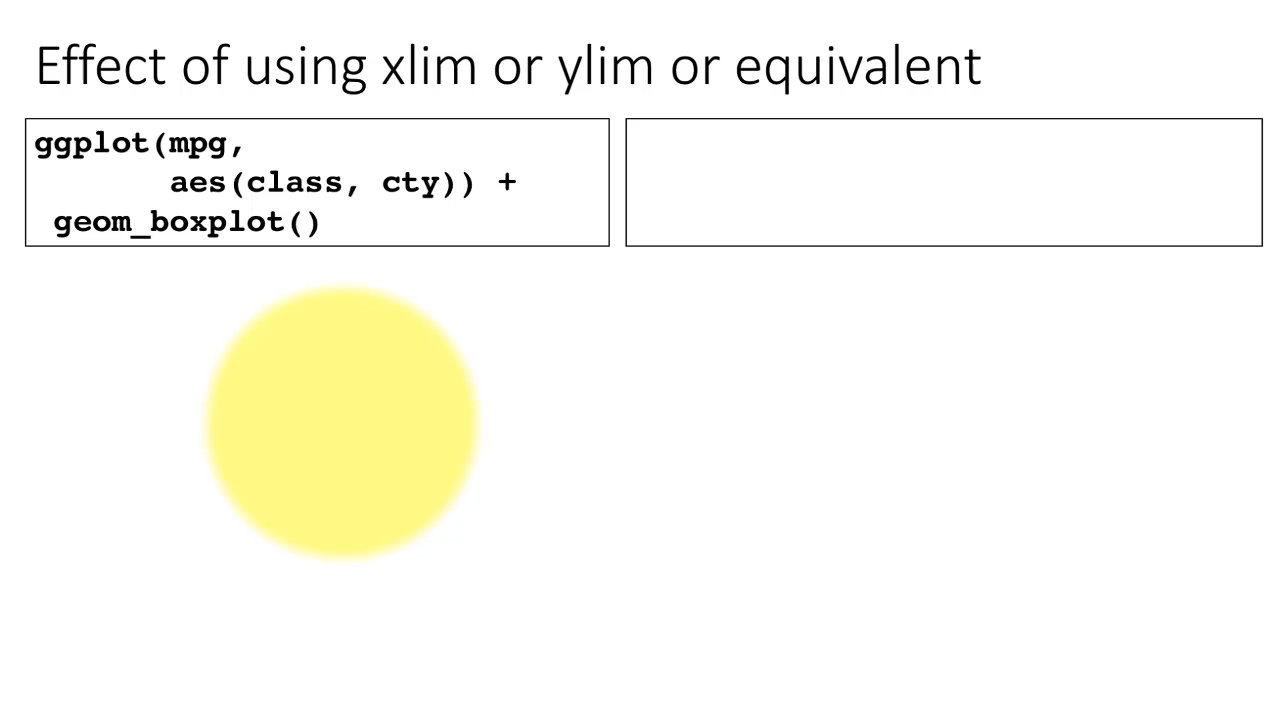 Effect of using xlim or ylim or equivalent
ggplot(mpg,
aes(class, cty)) +
geom_boxplot()